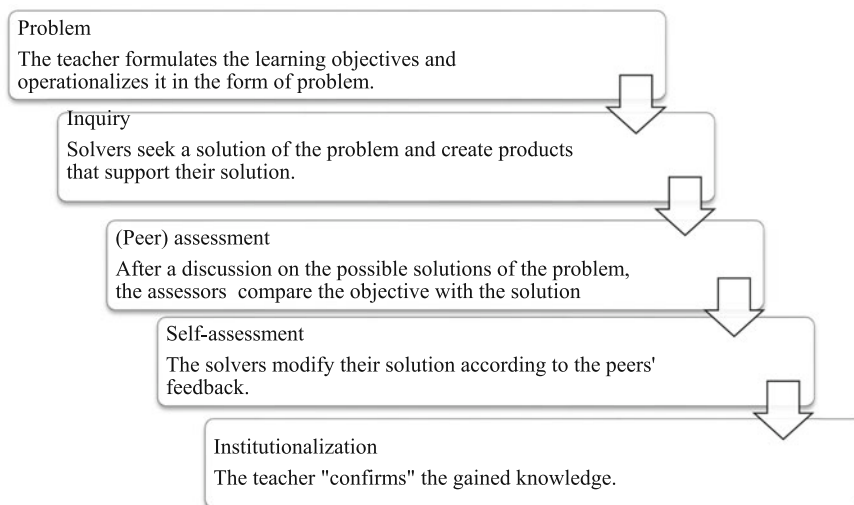 Problem
The teacher formulates the learning objectives and
operationalizes it in the form of problem.
Inquiry
Solvers seek a solution of the problem and create products
that support their solution.
(Peer) assessment
After a discussion on the possible solutions of the problem,
the assessors compare the objective with the solution
Self-assessment
The solvers modify their solution according to the peers'
feedback.
Institutionalization
The teacher "confirms" the gained knowledge.